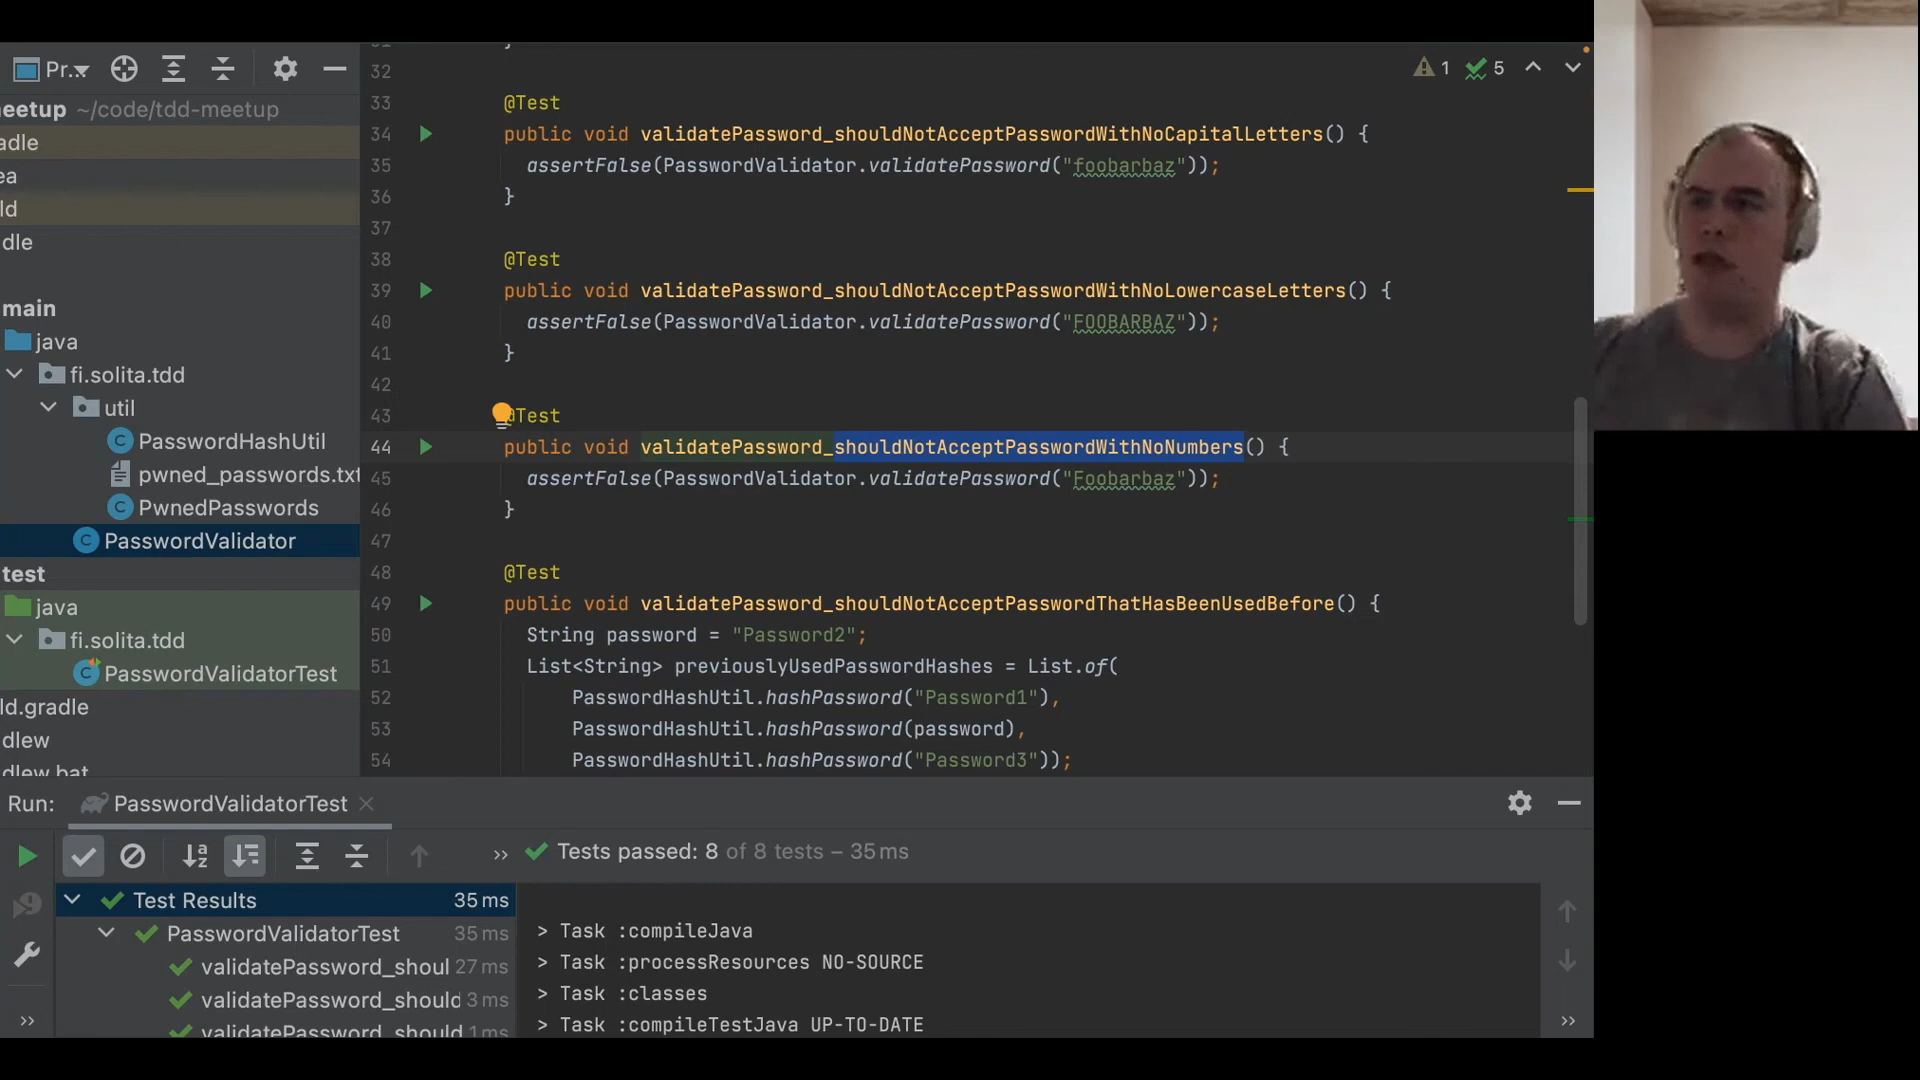 Pr...
meetup ~/code/tdd-meetup
adle
ea
ld
dle
main
java
fi.solita.tdd
util
PasswordHashUtil
pwned_passwords.txt
PwnedPasswords
PasswordValidator
test
java
fi.solita.tdd
PasswordValidatorTest
ld.gradle
dlew
dlew.bat
1 5
31 }
32
33 @Test
34 public void validatePassword_shouldNotAcceptPasswordWithNoCapitalLetters() {
35 assertFalse(PasswordValidator.validatePassword("foobarbaz"));
36 }
37
38 @Test
39 public void validatePassword_shouldNotAcceptPasswordWithNoLowercaseLetters() {
40 assertFalse(PasswordValidator.validatePassword("FOOBARBAZ"));
41 }
42
43 @Test
44 public void validatePassword_shouldNotAcceptPasswordWithNoNumbers() {
45 assertFalse(PasswordValidator.validatePassword("Foobarbaz"));
46 }
47
48 @Test
49 public void validatePassword_shouldNotAcceptPasswordThatHasBeenUsedBefore() {
50 String password = "Password2";
51 List<String> previouslyUsedPasswordHashes = List.of(
52 PasswordHashUtil.hashPassword("Password1"),
53 PasswordHashUtil.hashPassword(password),
54 PasswordHashUtil.hashPassword("Password3"));
Run: PasswordValidatorTest
Tests passed: 8 of 8 tests – 35 ms
Test Results 35 ms
PasswordValidatorTest 35 ms
validatePassword_shoul 27 ms
validatePassword_should 3 ms
validatePassword_should 1 ms
> Task :compileJava
> Task :processResources NO-SOURCE
> Task :classes
> Task :compileTestJava UP-TO-DATE